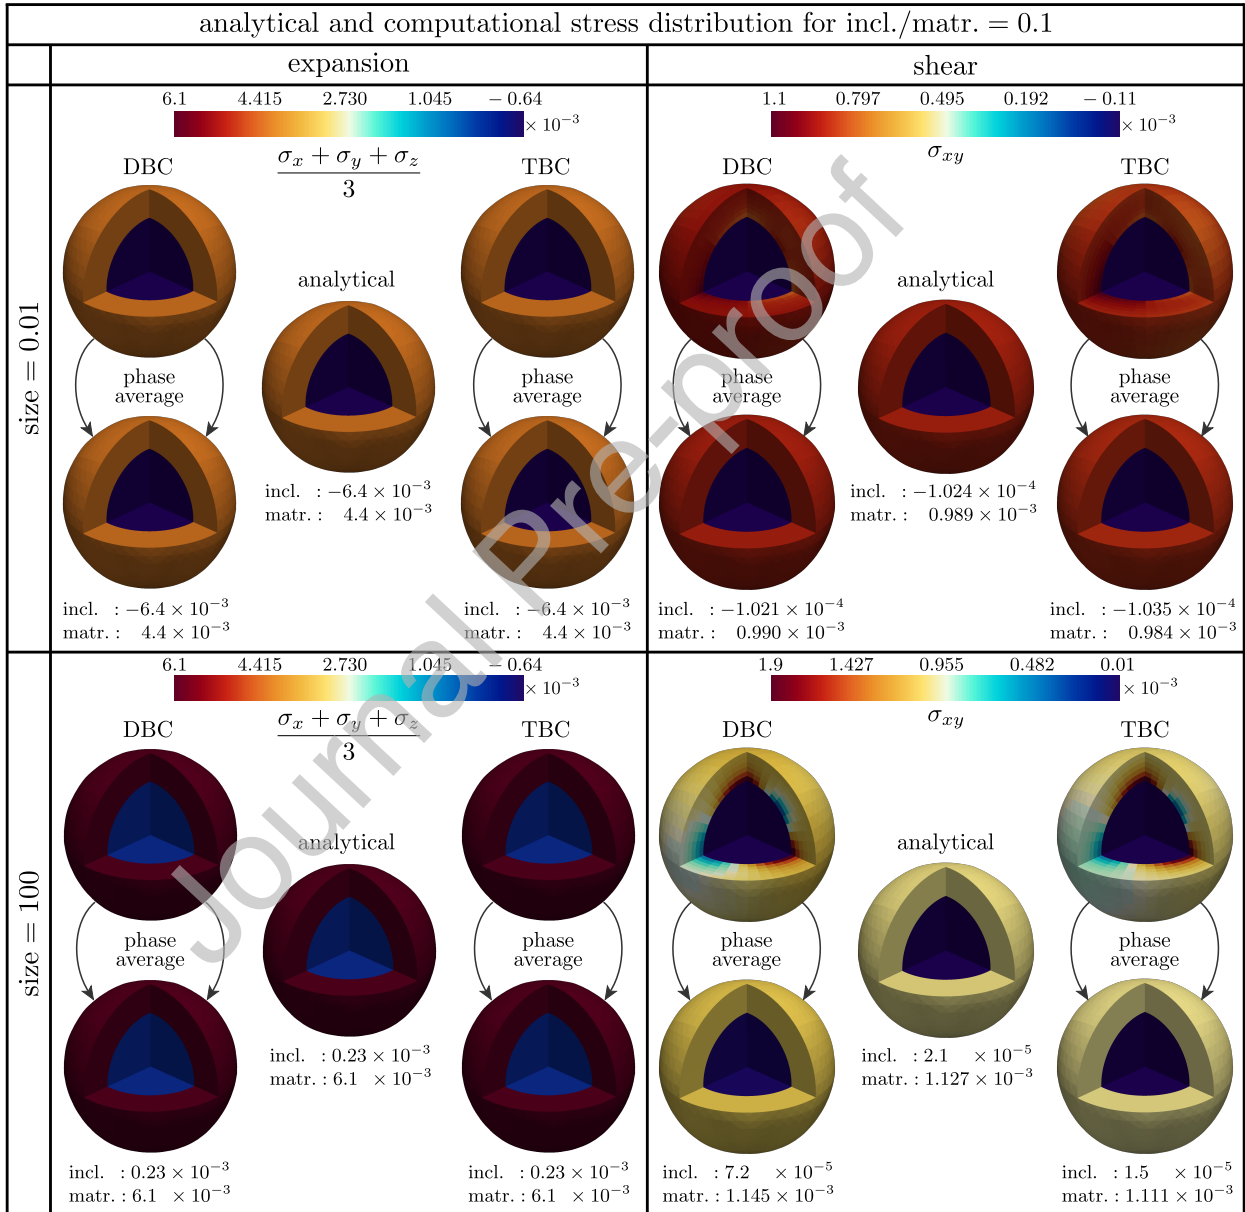 analytical and computational stress distribution for incl./matr. = 0.1
expansion
shear
size = 0.01
6.1 4.415 2.730 1.045 − 0.64
× 10⁻³
DBC
σx + σy + σz
3
TBC
analytical
phase
average
phase
average
incl. : −6.4 × 10⁻³
matr. : 4.4 × 10⁻³
incl. : −6.4 × 10⁻³
matr. : 4.4 × 10⁻³
incl. : −6.4 × 10⁻³
matr. : 4.4 × 10⁻³
1.1 0.797 0.495 0.192 − 0.11
× 10⁻³
DBC
σxy
TBC
analytical
phase
average
phase
average
incl. : −1.024 × 10⁻⁴
matr. : 0.989 × 10⁻³
incl. : −1.021 × 10⁻⁴
matr. : 0.990 × 10⁻³
incl. : −1.035 × 10⁻⁴
matr. : 0.984 × 10⁻³
size = 100
6.1 4.415 2.730 1.045 − 0.64
× 10⁻³
DBC
σx + σy + σz
3
TBC
analytical
phase
average
phase
average
incl. : 0.23 × 10⁻³
matr. : 6.1 × 10⁻³
incl. : 0.23 × 10⁻³
matr. : 6.1 × 10⁻³
incl. : 0.23 × 10⁻³
matr. : 6.1 × 10⁻³
1.9 1.427 0.955 0.482 0.01
× 10⁻³
DBC
σxy
TBC
analytical
phase
average
phase
average
incl. : 2.1 × 10⁻⁵
matr. : 1.127 × 10⁻³
incl. : 7.2 × 10⁻⁵
matr. : 1.145 × 10⁻³
incl. : 1.5 × 10⁻⁵
matr. : 1.111 × 10⁻³
Journal Pre-proof